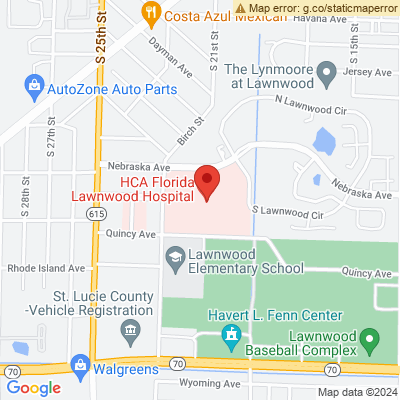 Map error: g.co/staticmaperror
Costa Azul Mexican
Havana Ave
S 25th St
S 21st St
S 15th St
Dayman Ave
The Lynmoore
at Lawnwood
Jersey Ave
AutoZone Auto Parts
N Lawnwood Cir
S 27th St
Birch St
Nebraska Ave
HCA Florida
Lawnwood Hospital
Nebraska Ave
S 28th St
615
S Lawnwood Cir
Quincy Ave
Lawnwood
Elementary School
Rhode Island Ave
Quincy Ave
St. Lucie County
-Vehicle Registration
Havert L. Fenn Center
Lawnwood
Baseball Complex
70
70
70
Walgreens
Google
Wyoming Ave
Map data ©2024